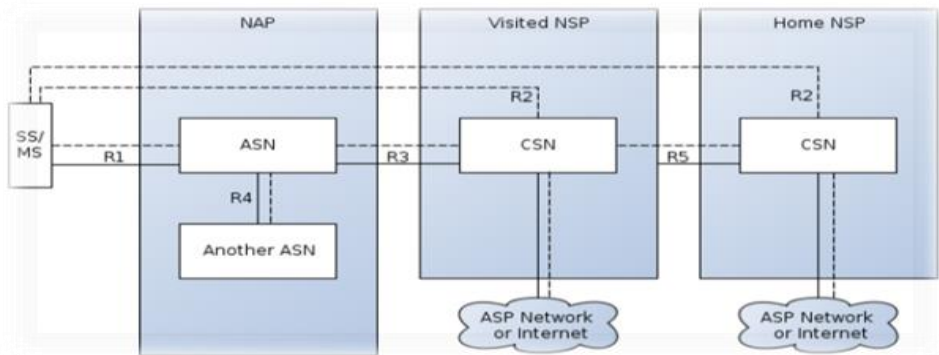 NAP
Visited NSP
Home NSP
R2
R2
SS/
MS
ASN
CSN
CSN
R1
R3
R5
R4
Another ASN
ASP Network
or Internet
ASP Network
or Internet